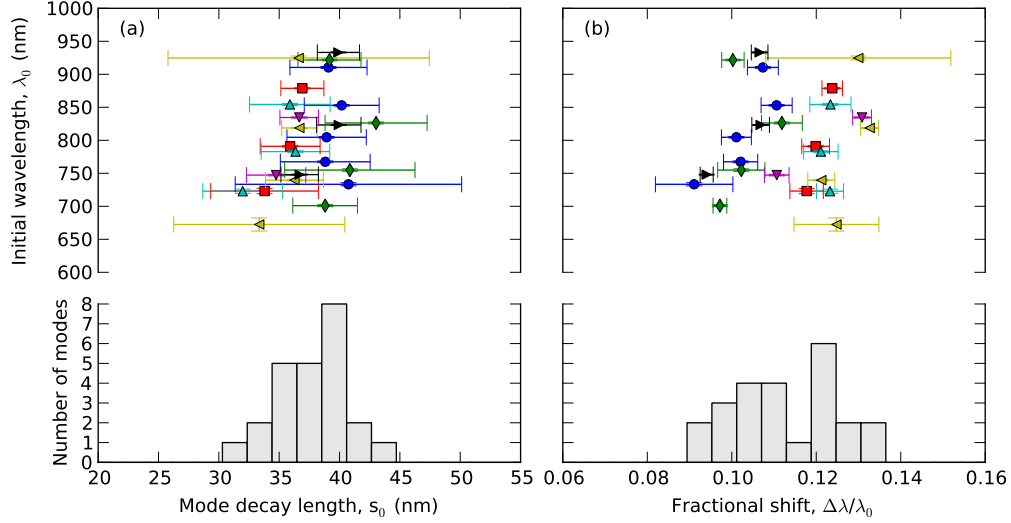 1000
950
900
850
800
750
700
650
600
Initial wavelength, λ₀ (nm)
(a)
(b)
8
7
6
5
4
3
2
1
0
Number of modes
20 25 30 35 40 45 50 55
Mode decay length, s₀ (nm)
0.06 0.08 0.10 0.12 0.14 0.16
Fractional shift, Δλ/λ₀